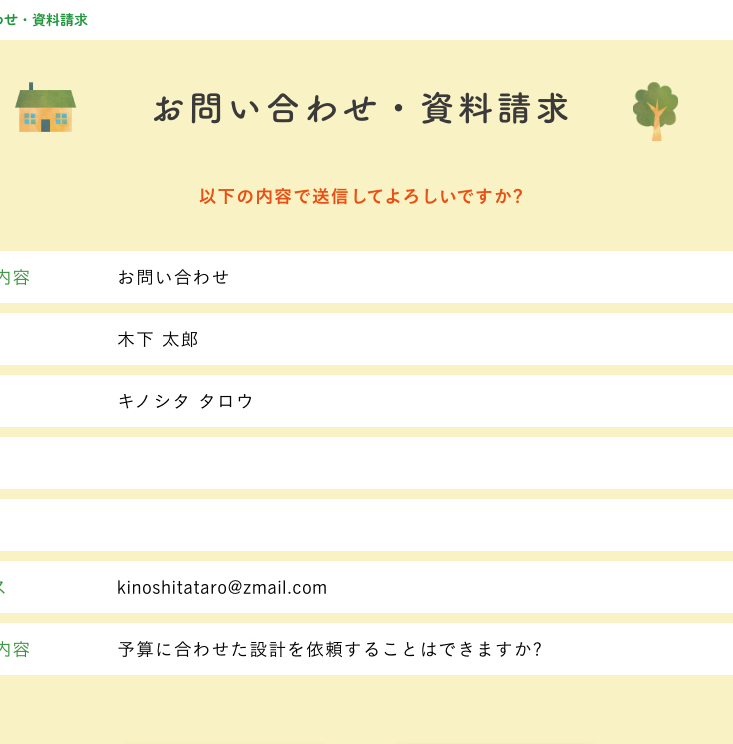 わせ・資料請求
お問い合わせ・資料請求
以下の内容で送信してよろしいですか?
内容 お問い合わせ
木下 太郎
キノシタ タロウ
ス kinoshitataro@zmail.com
内容 予算に合わせた設計を依頼することはできますか?